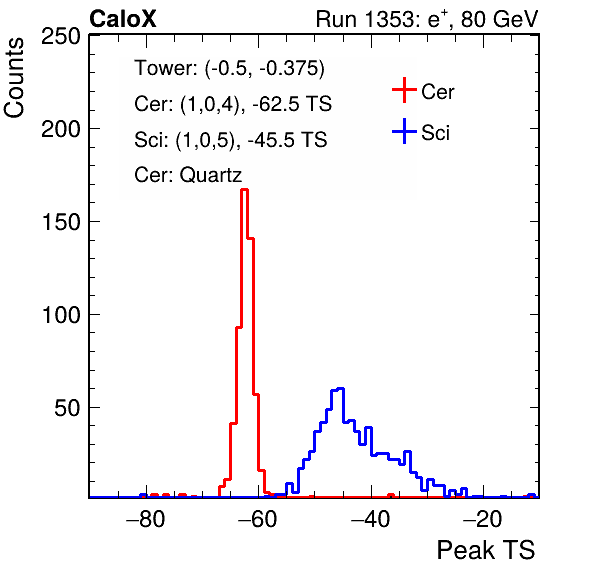 CaloX
Run 1353: e+, 80 GeV
Counts
250
200
150
100
50
Tower: (-0.5, -0.375)
Cer: (1,0,4), -62.5 TS
Sci: (1,0,5), -45.5 TS
Cer: Quartz
Cer
Sci
−80
−60
−40
−20
Peak TS